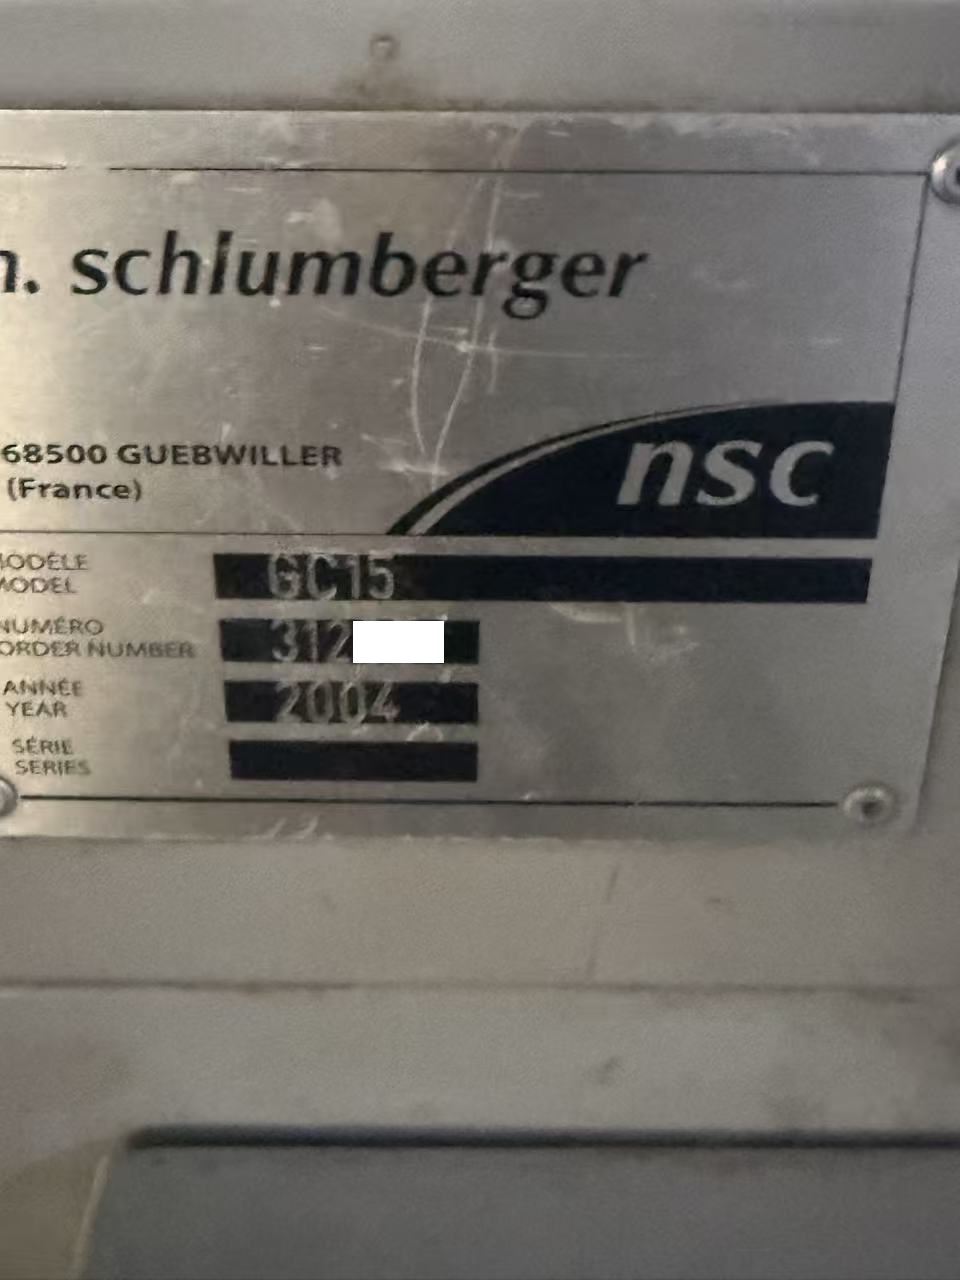 n. schlumberger
68500 GUEBWILLER
(France)
nsc
MODÈLE
MODEL
GC15
NUMÉRO
ORDER NUMBER
312
ANNÉE
YEAR
2004
SÉRIE
SERIES